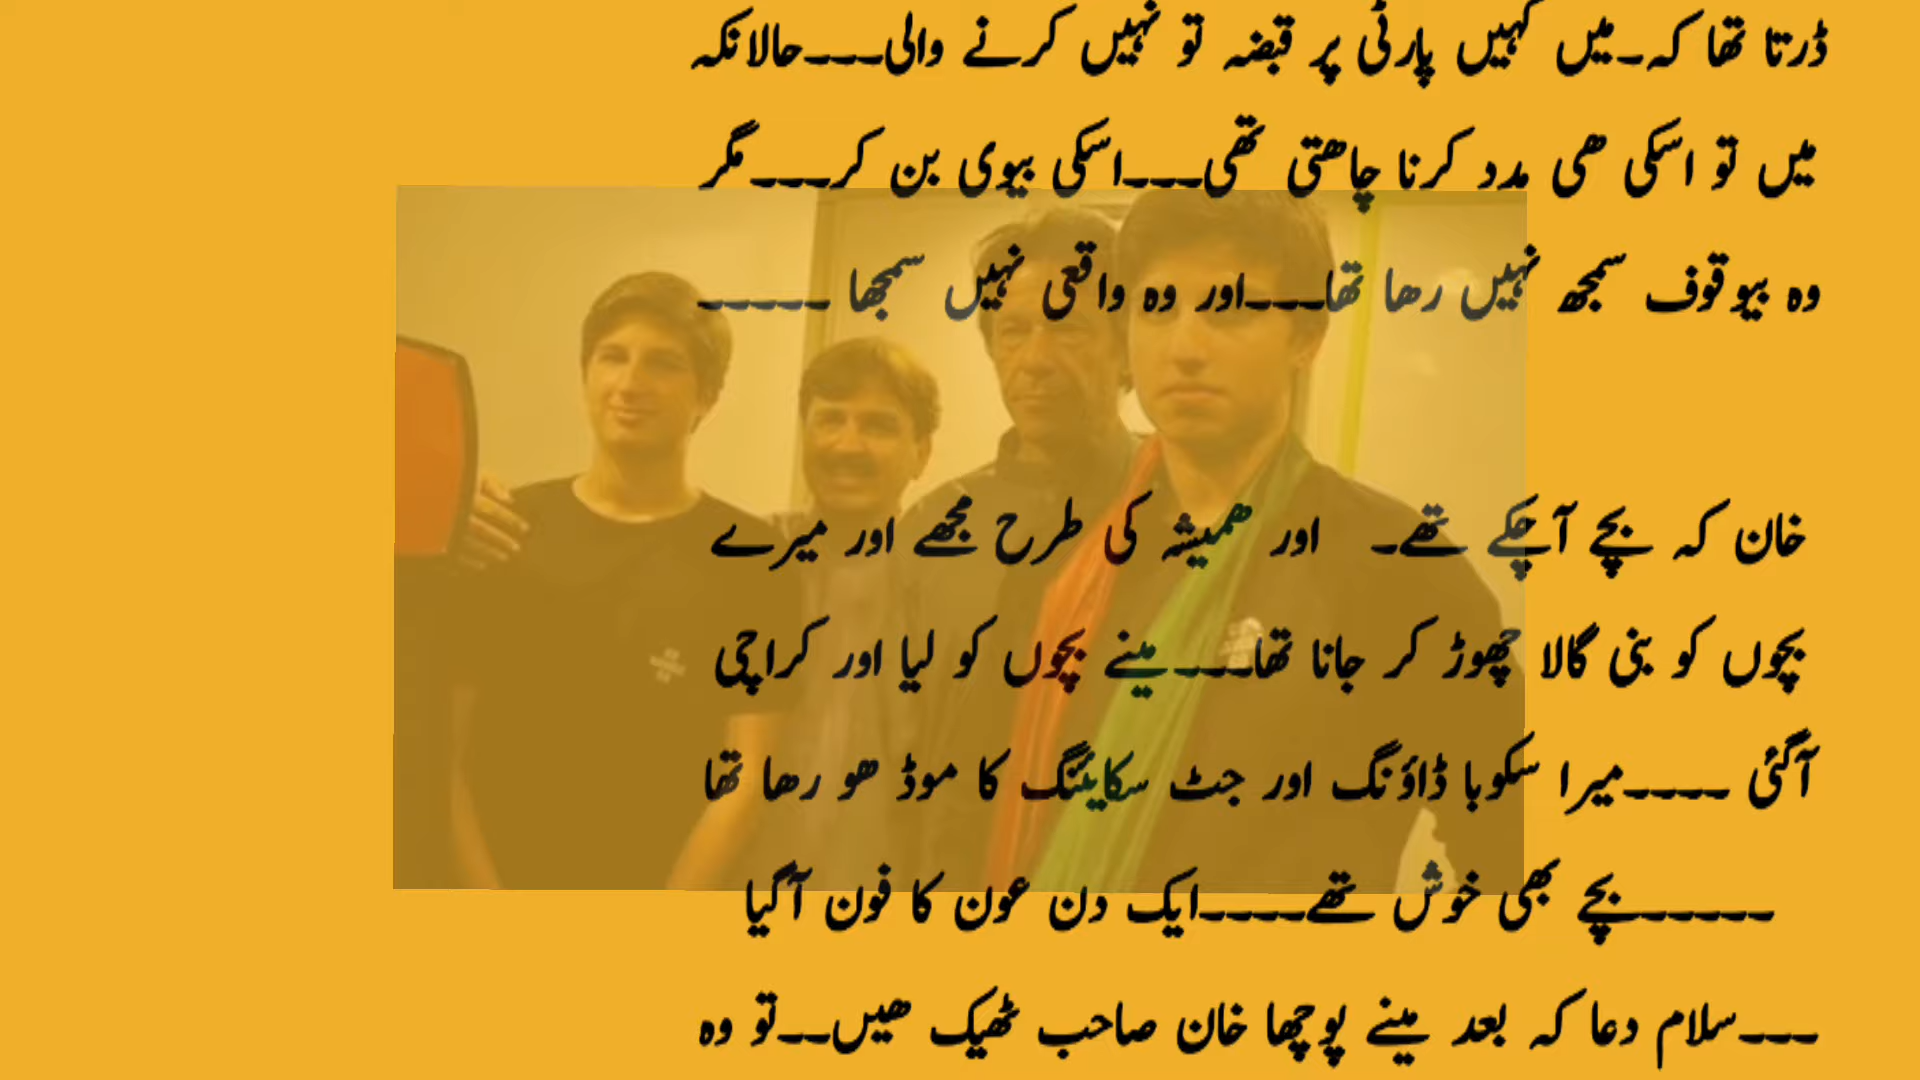 ڈرتا تھا کہ۔میں کہیں پارٹی پر قبضہ تو نہیں کرنے والی۔۔۔حالانکہ
میں تو اسکی ھی مدد کرنا چاھتی تھی۔۔۔اسکی بیوی بن کر۔۔۔مگر
وہ بیوقوف سمجھ نہیں رھا تھا۔۔۔اور وہ واقعی نہیں سمجھا ۔۔۔۔۔
خان کہ بچے آچکے تھے۔ اور ھمیشہ کی طرح مجھے اور میرے
بچوں کو بنی گالا چھوڑ کر جانا تھا۔۔۔مینے بچوں کو لیا اور کراچی
آگئی ۔۔۔۔میرا سکوبا ڈاؤنگ اور جٹ سکایئنگ کا موڈ ھو رھا تھا
۔۔۔۔۔بچے بھی خوش تھے۔۔۔۔ایک دن عون کا فون آگیا
۔۔۔سلام دعا کہ بعد مینے پوچھا خان صاحب ٹھیک ھیں۔۔تو وہ